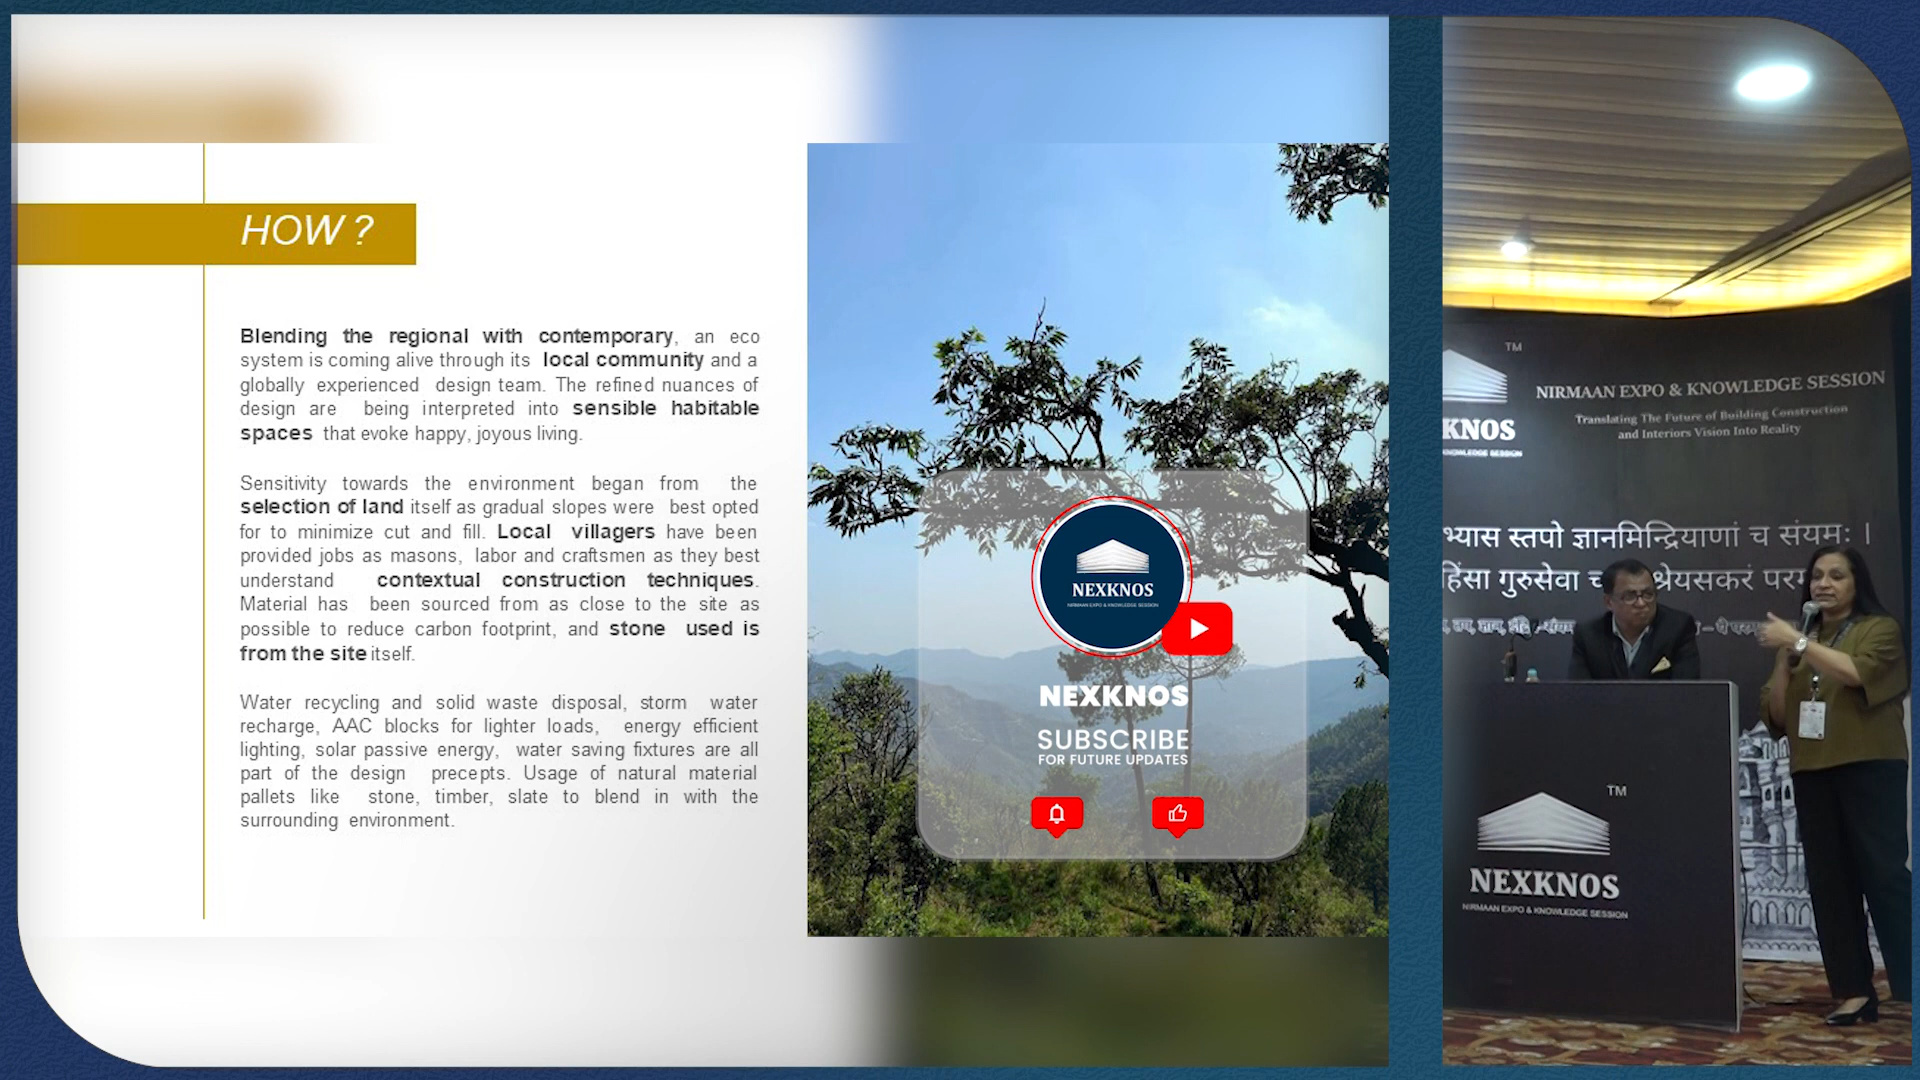 HOW ?
Blending the regional with contemporary, an eco
system is coming alive through its local community and a
globally experienced design team. The refined nuances of
design are being interpreted into sensible habitable
spaces that evoke happy, joyous living.
Sensitivity towards the environment began from the
selection of land itself as gradual slopes were best opted
for to minimize cut and fill. Local villagers have been
provided jobs as masons, labor and craftsmen as they best
understand contextual construction techniques.
Material has been sourced from as close to the site as
possible to reduce carbon footprint, and stone used is
from the site itself.
Water recycling and solid waste disposal, storm water
recharge, AAC blocks for lighter loads, energy efficient
lighting, solar passive energy, water saving fixtures are all
part of the design precepts. Usage of natural material
pallets like stone, timber, slate to blend in with the
surrounding environment.
NEXKNOS
NIRMAAN EXPO & KNOWLEDGE SESSION
NEXKNOS
SUBSCRIBE
FOR FUTURE UPDATES
TM
KNOS
KNOWLEDGE SESSION
NIRMAAN EXPO & KNOWLEDGE SESSION
Translating The Future of Building Construction
and Interiors Vision Into Reality
भ्यास स्तपो ज्ञानमिन्द्रियाणां च संयमः |
हिंसा गुरुसेवा च श्रेयसकरं परम
TM
NEXKNOS
NIRMAAN EXPO & KNOWLEDGE SESSION